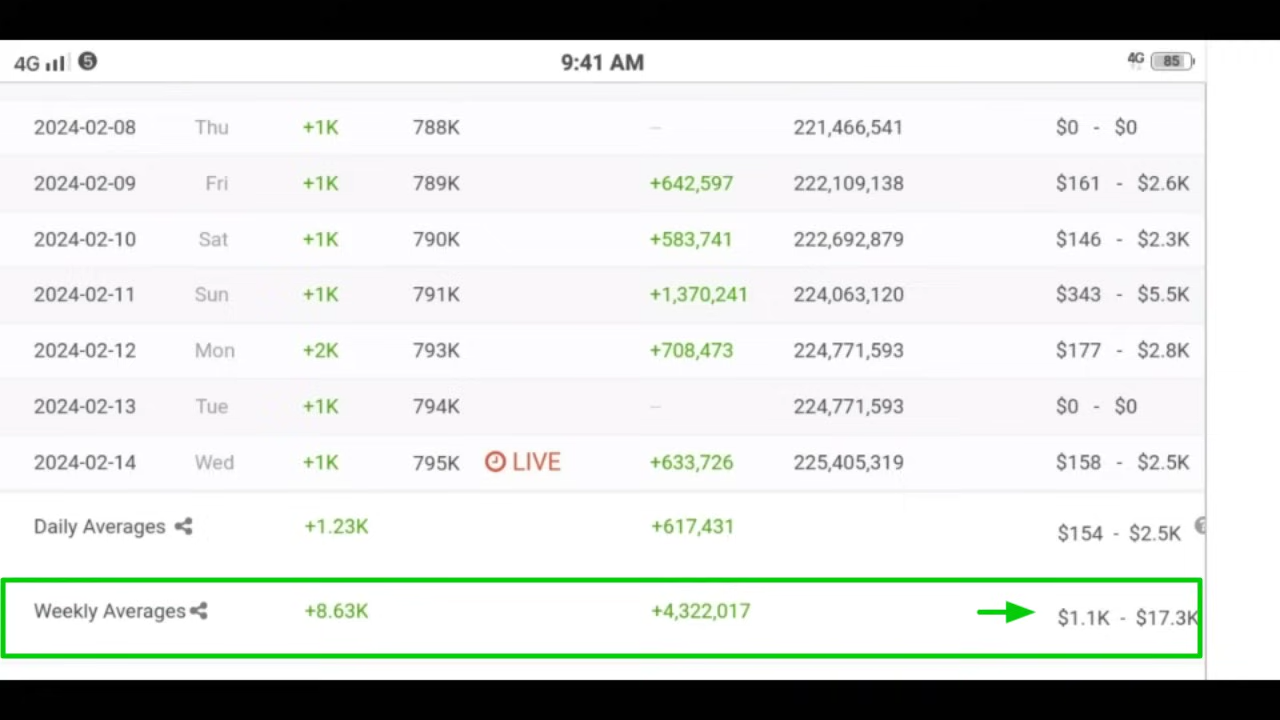 4G 5 9:41 AM 4G 85
2024-02-08 Thu +1K 788K – 221,466,541 $0 - $0
2024-02-09 Fri +1K 789K +642,597 222,109,138 $161 - $2.6K
2024-02-10 Sat +1K 790K +583,741 222,692,879 $146 - $2.3K
2024-02-11 Sun +1K 791K +1,370,241 224,063,120 $343 - $5.5K
2024-02-12 Mon +2K 793K +708,473 224,771,593 $177 - $2.8K
2024-02-13 Tue +1K 794K – 224,771,593 $0 - $0
2024-02-14 Wed +1K 795K LIVE +633,726 225,405,319 $158 - $2.5K
Daily Averages +1.23K +617,431 $154 - $2.5K ?
Weekly Averages +8.63K +4,322,017 $1.1K - $17.3K